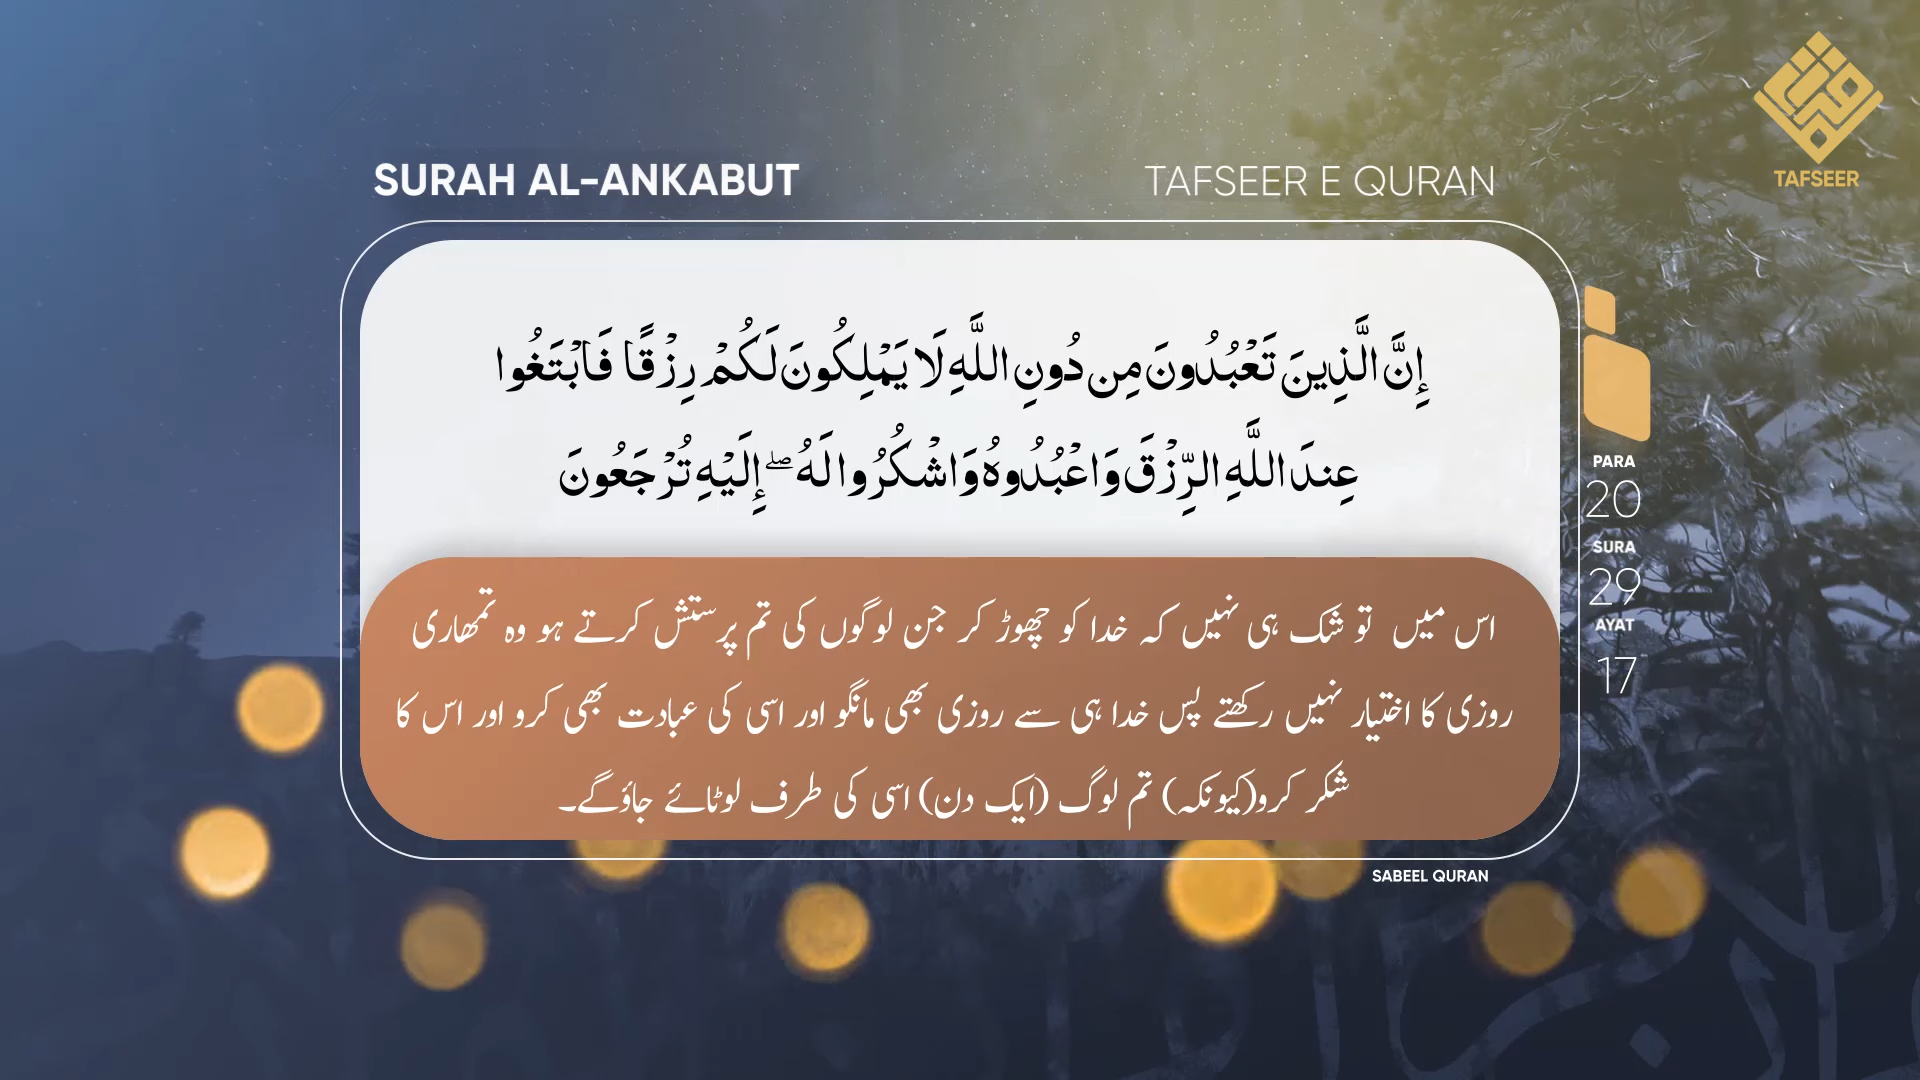 SURAH AL-ANKABUT
TAFSEER E QURAN
TAFSEER
إِنَّ الَّذِينَ تَعْبُدُونَ مِن دُونِ اللَّهِ لَا يَمْلِكُونَ لَكُمْ رِزْقًا فَابْتَغُوا
عِندَ اللَّهِ الرِّزْقَ وَاعْبُدُوهُ وَاشْكُرُوا لَهُ ۖ إِلَيْهِ تُرْجَعُونَ
اس میں تو شک ہی نہیں کہ خدا کو چھوڑ کر جن لوگوں کی تم پرستش کرتے ہو وہ تمھاری
روزی کا اختیار نہیں رکھتے پس خدا ہی سے روزی بھی مانگو اور اسی کی عبادت بھی کرو اور اس کا
شکر کرو(کیونکہ) تم لوگ (ایک دن) اسی کی طرف لوٹائے جاؤگے۔
PARA
20
SURA
29
AYAT
17
SABEEL QURAN